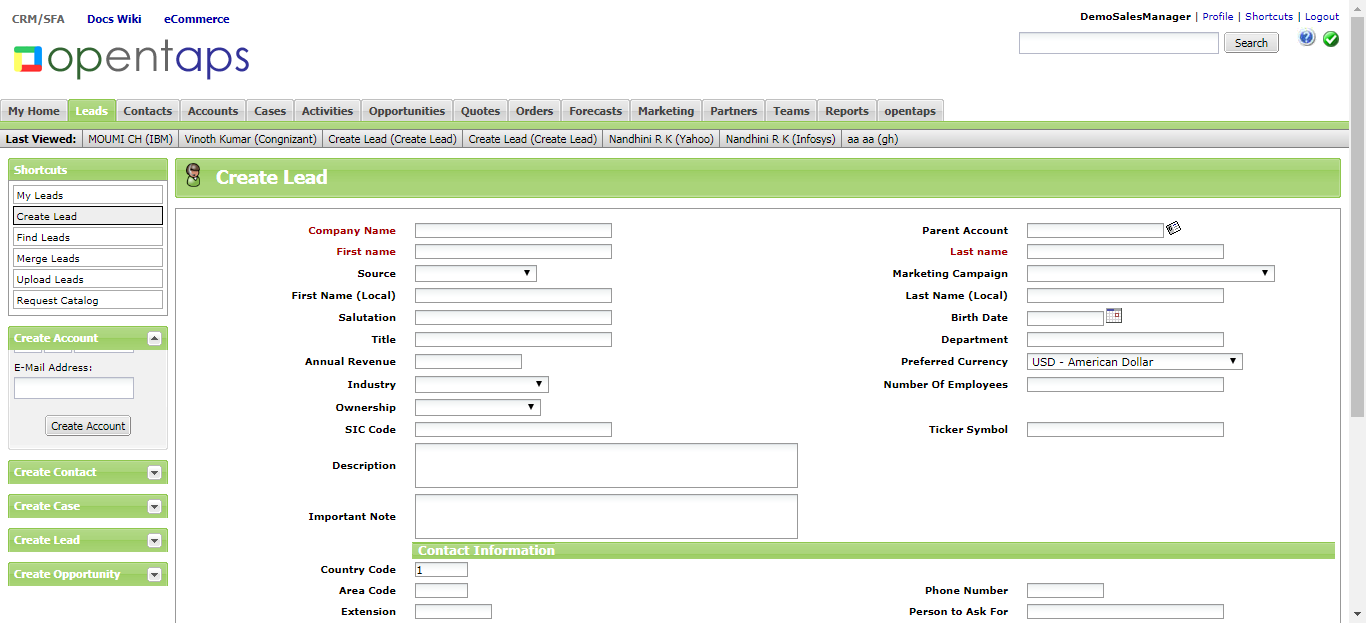 CRM/SFA Docs Wiki eCommerce
DemoSalesManager | Profile | Shortcuts | Logout
opentaps
Search
My Home Leads Contacts Accounts Cases Activities Opportunities Quotes Orders Forecasts Marketing Partners Teams Reports opentaps
Last Viewed: MOUMI CH (IBM) Vinoth Kumar (Congnizant) Create Lead (Create Lead) Create Lead (Create Lead) Nandhini R K (Yahoo) Nandhini R K (Infosys) aa aa (gh)
Shortcuts
My Leads
Create Lead
Find Leads
Merge Leads
Upload Leads
Request Catalog
Create Account
E-Mail Address:
Create Account
Create Contact
Create Case
Create Lead
Create Opportunity
Create Lead
Company Name Parent Account
First name Last name
Source Marketing Campaign
First Name (Local) Last Name (Local)
Salutation Birth Date
Title Department
Annual Revenue Preferred Currency USD - American Dollar
Industry Number Of Employees
Ownership
SIC Code Ticker Symbol
Description
Important Note
Contact Information
Country Code 1
Area Code Phone Number
Extension Person to Ask For